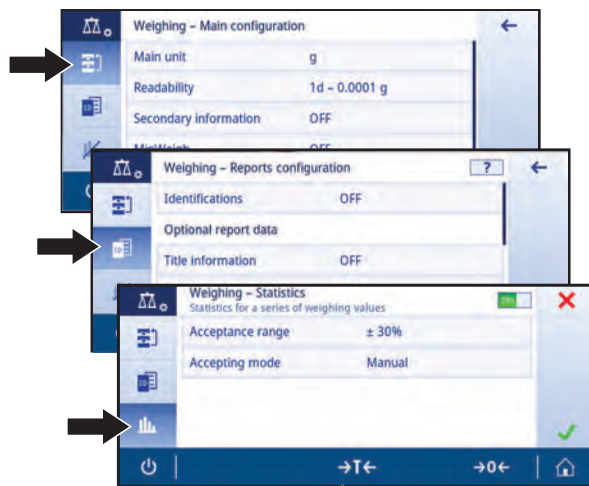 Weighing – Main configuration
Main unit g
Readability 1d – 0.0001 g
Secondary information OFF
MinWeigh OFF
Weighing – Reports configuration ?
Identifications OFF
Optional report data
Title information OFF
Weighing – Statistics
Statistics for a series of weighing values
Acceptance range ± 30%
Accepting mode Manual
→T← →0←